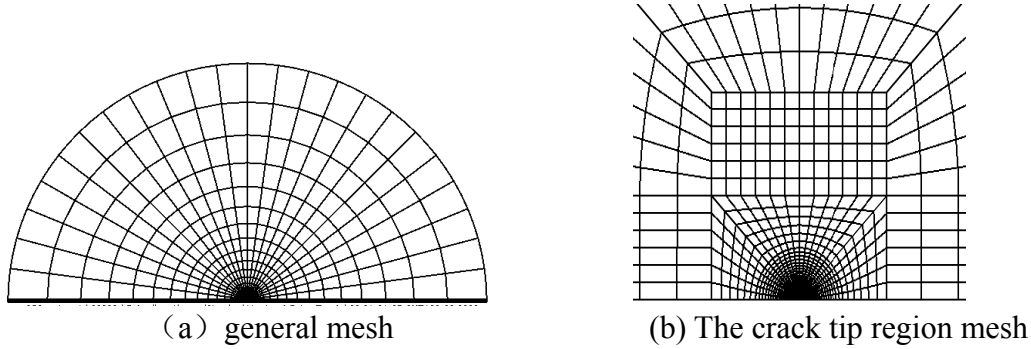 （a）general mesh
(b) The crack tip region mesh